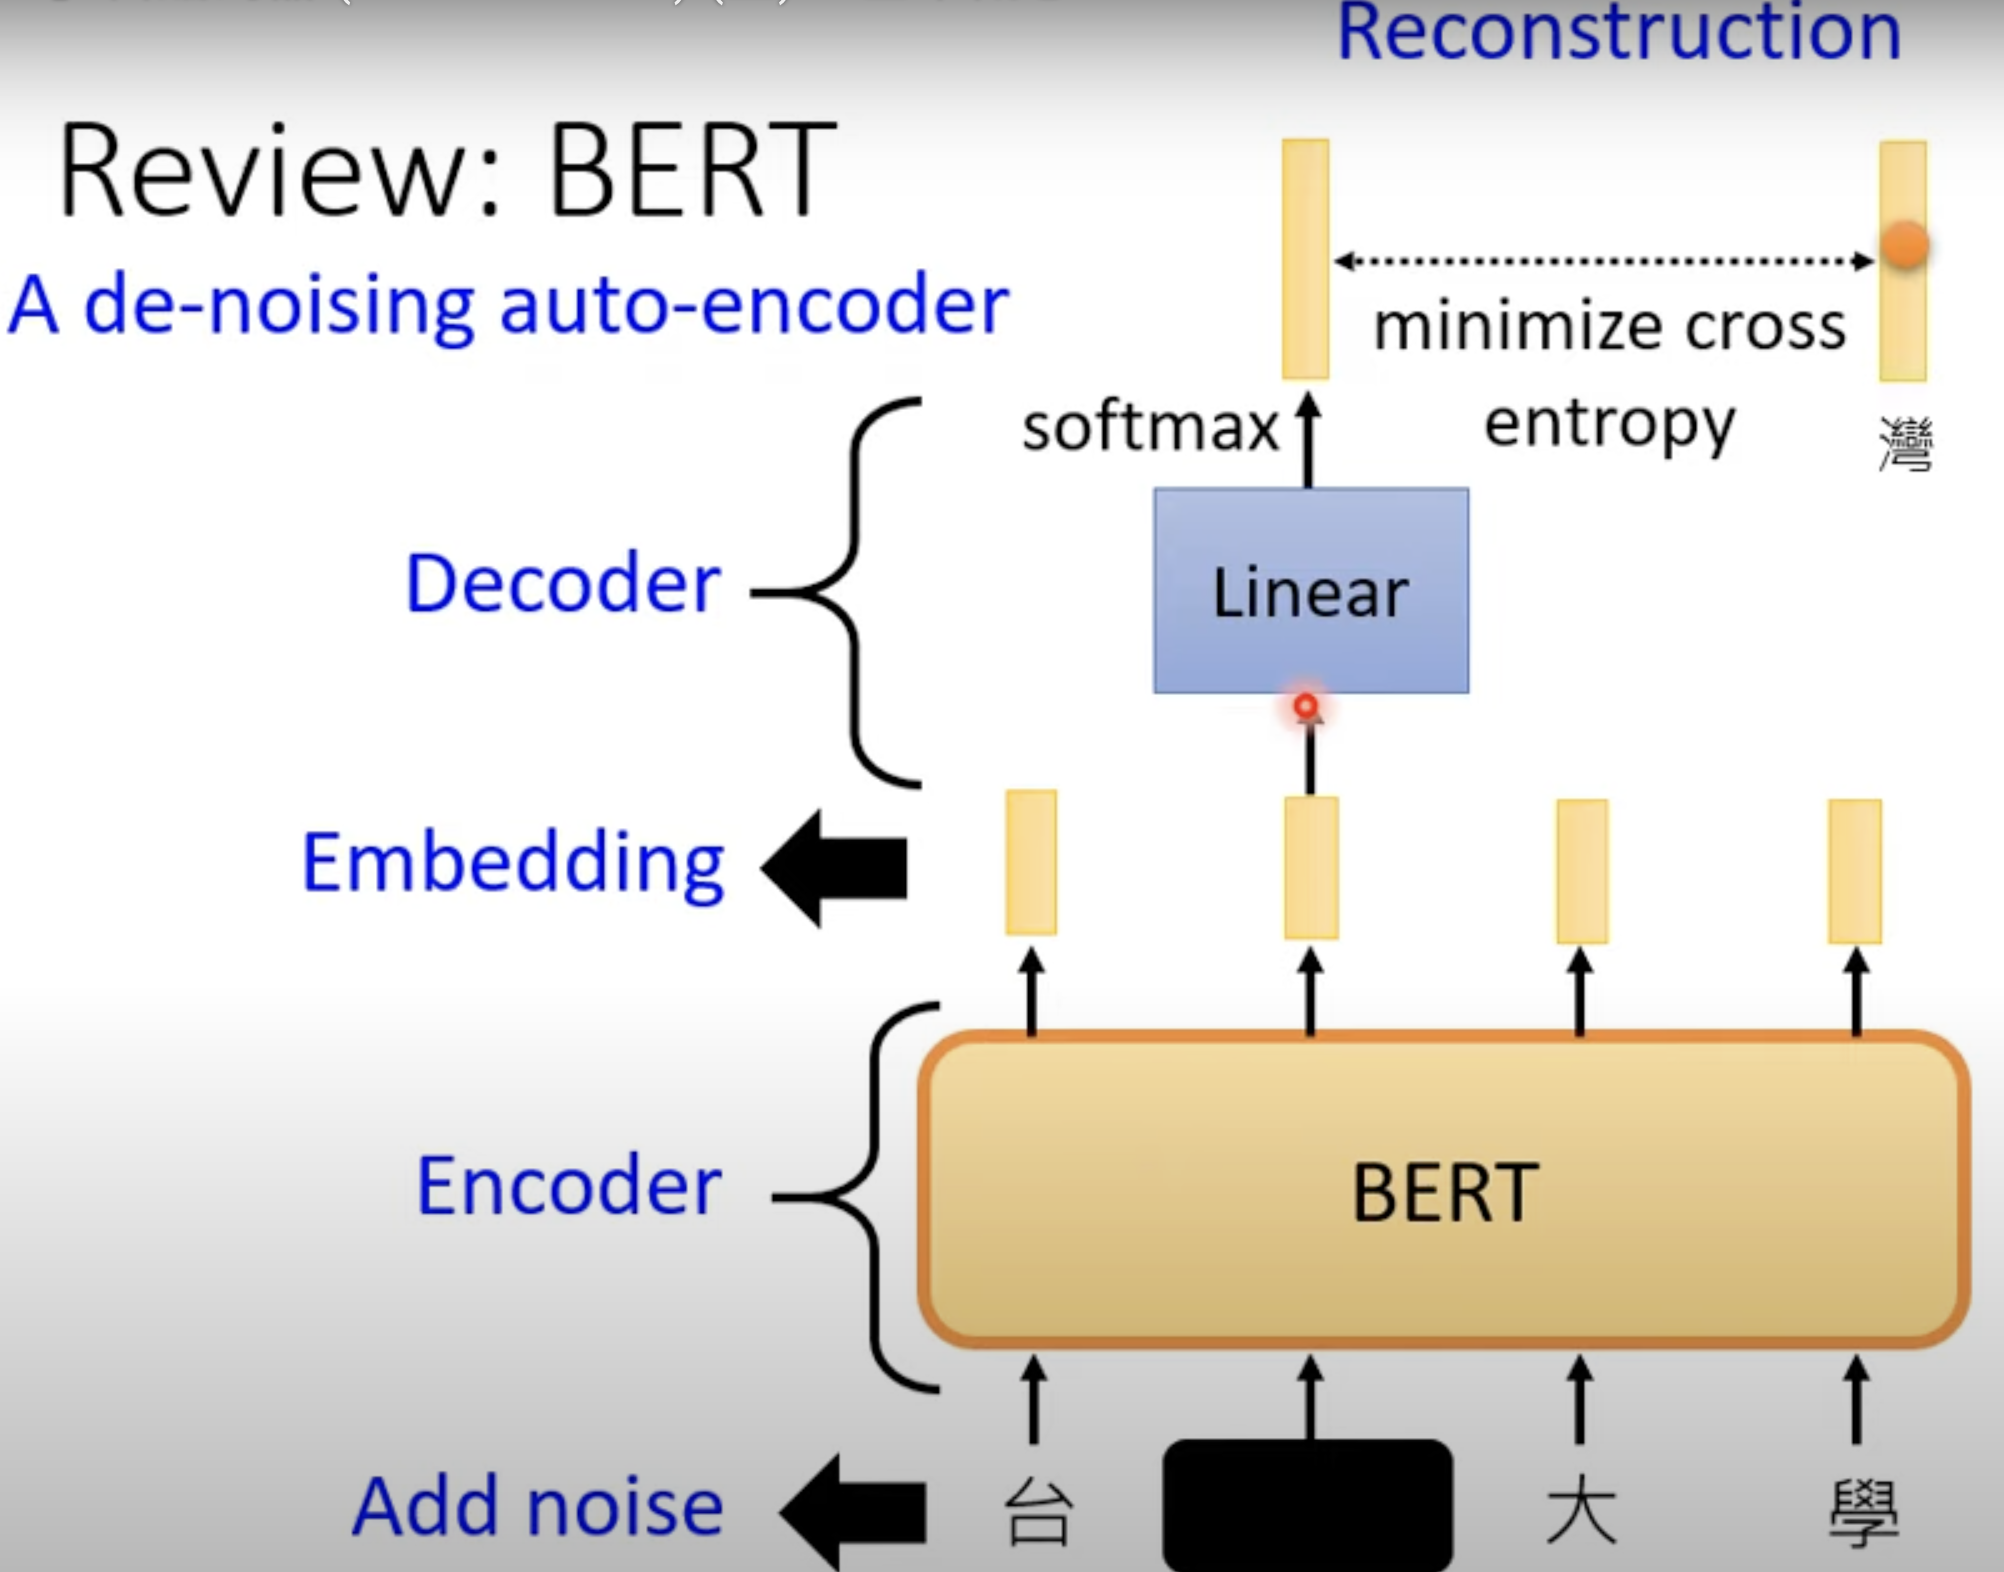 Reconstruction
Review: BERT
A de-noising auto-encoder
minimize cross
entropy
softmax
灣
Decoder
Linear
Embedding
Encoder
BERT
Add noise
台 大 學